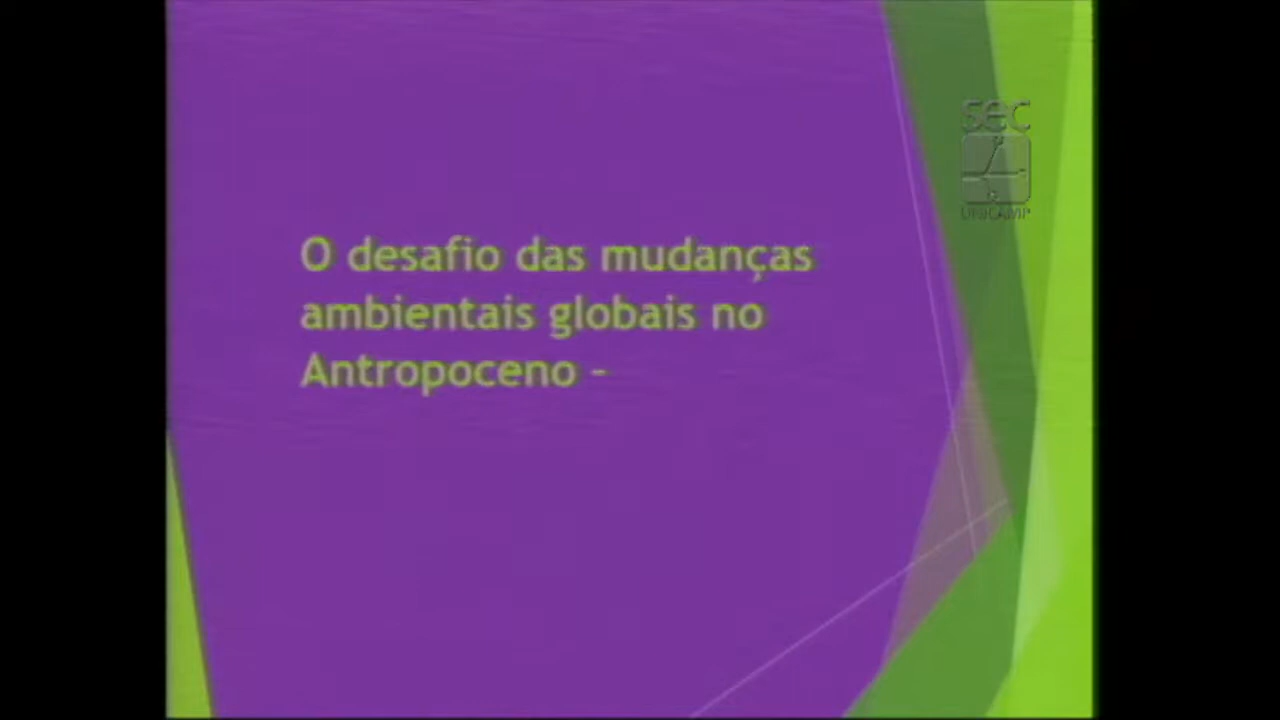 sec
UNICAMP
O desafio das mudanças
ambientais globais no
Antropoceno –